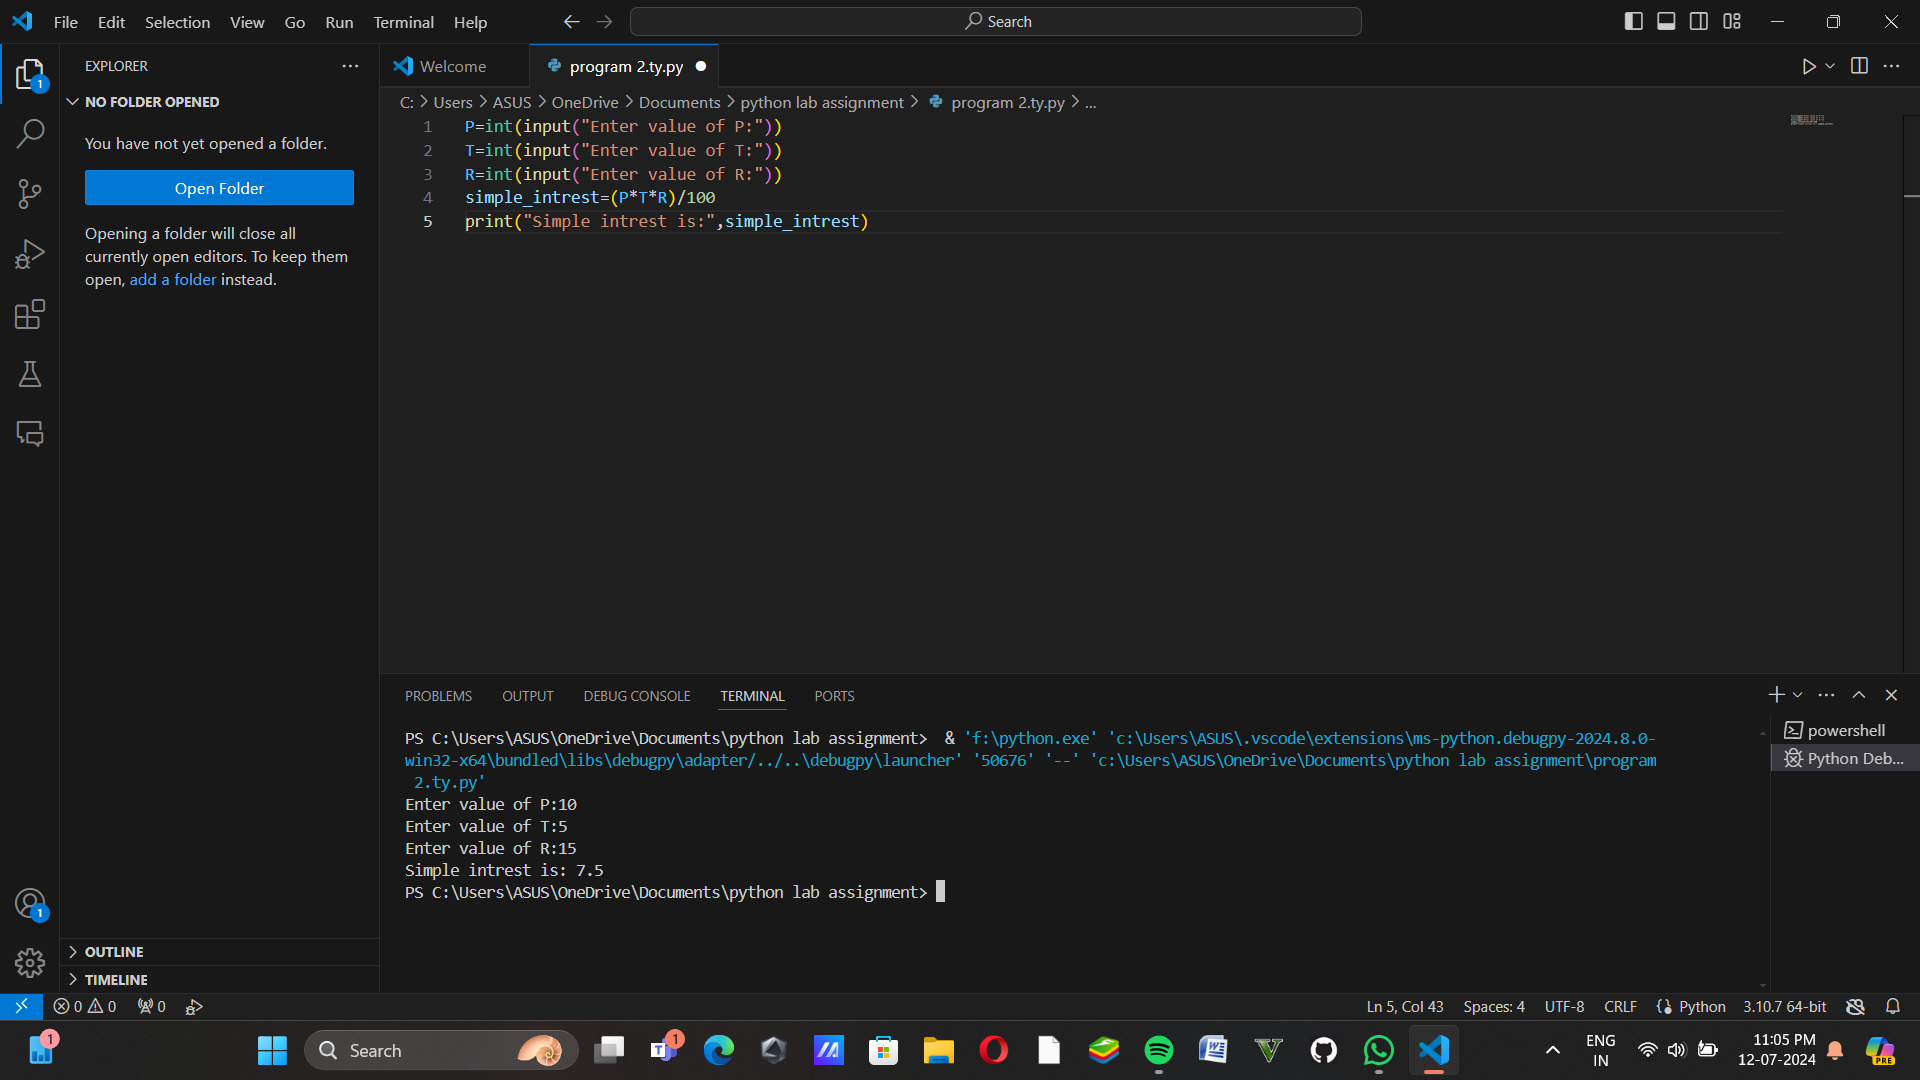 File Edit Selection View Go Run Terminal Help
Search
EXPLORER
1
NO FOLDER OPENED
You have not yet opened a folder.
Open Folder
Opening a folder will close all
currently open editors. To keep them
open, add a folder instead.
OUTLINE
TIMELINE
1
Welcome
program 2.ty.py
C: > Users > ASUS > OneDrive > Documents > python lab assignment > program 2.ty.py > ...
1 P=int(input("Enter value of P:"))
2 T=int(input("Enter value of T:"))
3 R=int(input("Enter value of R:"))
4 simple_intrest=(P*T*R)/100
5 print("Simple intrest is:",simple_intrest)
PROBLEMS OUTPUT DEBUG CONSOLE TERMINAL PORTS
PS C:\Users\ASUS\OneDrive\Documents\python lab assignment>  & 'f:\python.exe' 'c:\Users\ASUS\.vscode\extensions\ms-python.debugpy-2024.8.0-
win32-x64\bundled\libs\debugpy\adapter/../..\debugpy\launcher' '50676' '--' 'c:\Users\ASUS\OneDrive\Documents\python lab assignment\program
2.ty.py'
Enter value of P:10
Enter value of T:5
Enter value of R:15
Simple intrest is: 7.5
PS C:\Users\ASUS\OneDrive\Documents\python lab assignment>
powershell
Python Deb...
0 0 0
Ln 5, Col 43 Spaces: 4 UTF-8 CRLF Python 3.10.7 64-bit
1
Search
1
ENG
IN
11:05 PM
12-07-2024
PRE